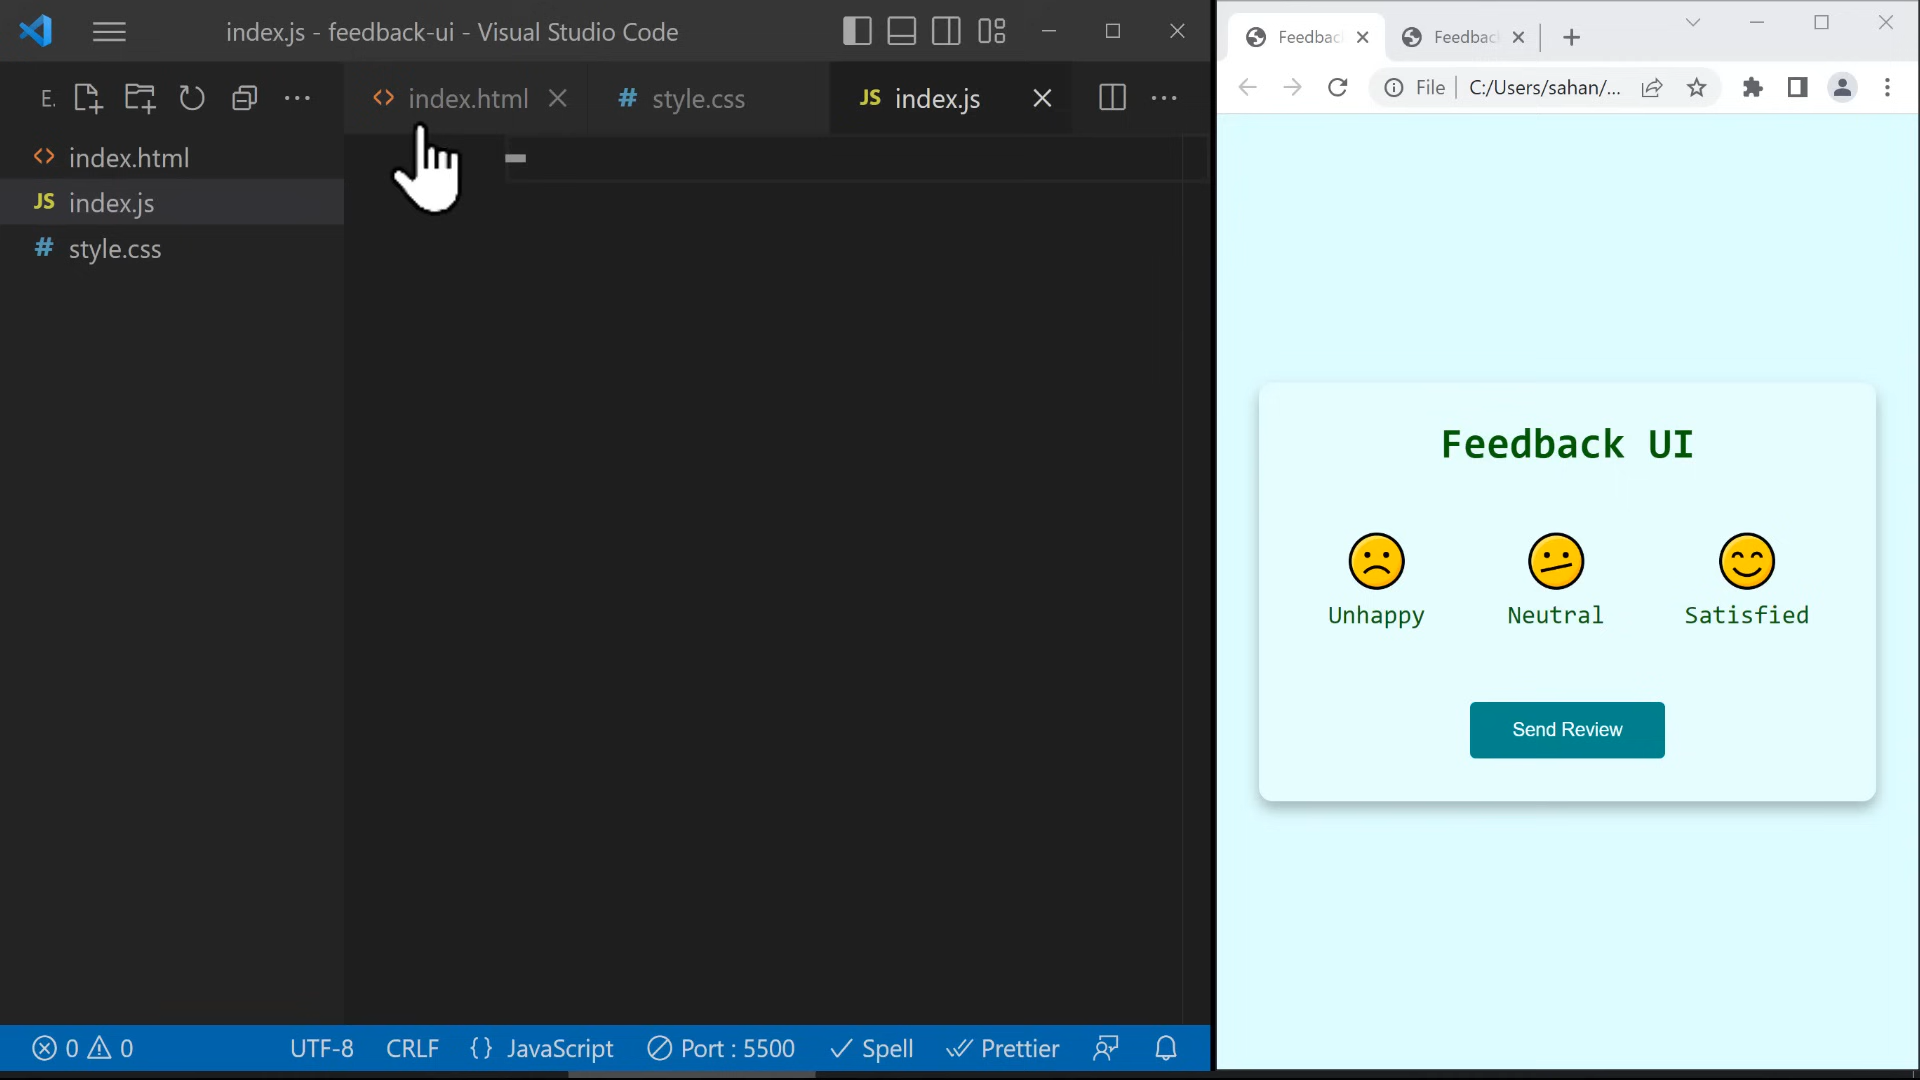 index.js - feedback-ui - Visual Studio Code
E.
index.html
JS index.js
# style.css
index.html
# style.css
JS index.js
0 0
UTF-8
CRLF
{} JavaScript
Port : 5500
Spell
Prettier
Feedbac
Feedbac
File
C:/Users/sahan/...
Feedback UI
Unhappy
Neutral
Satisfied
Send Review